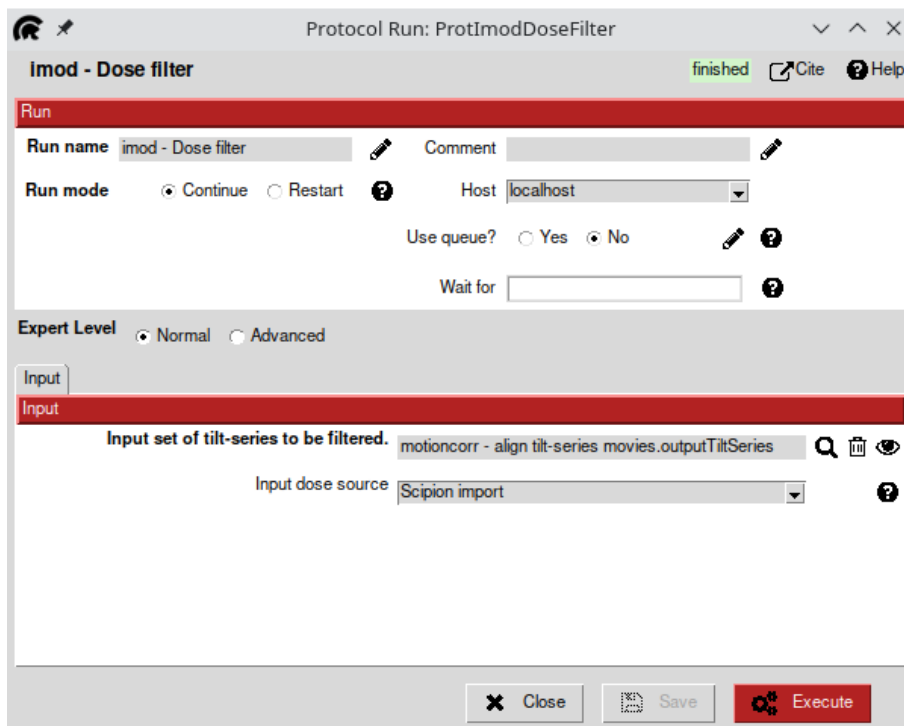 Protocol Run: ProtImodDoseFilter
imod - Dose filter finished Cite Help
Run
Run name imod - Dose filter Comment
Run mode Continue Restart Host localhost
Use queue? Yes No
Wait for
Expert Level Normal Advanced
Input
Input
Input set of tilt-series to be filtered. motioncorr - align tilt-series movies.outputTiltSeries
Input dose source Scipion import
Close Save Execute